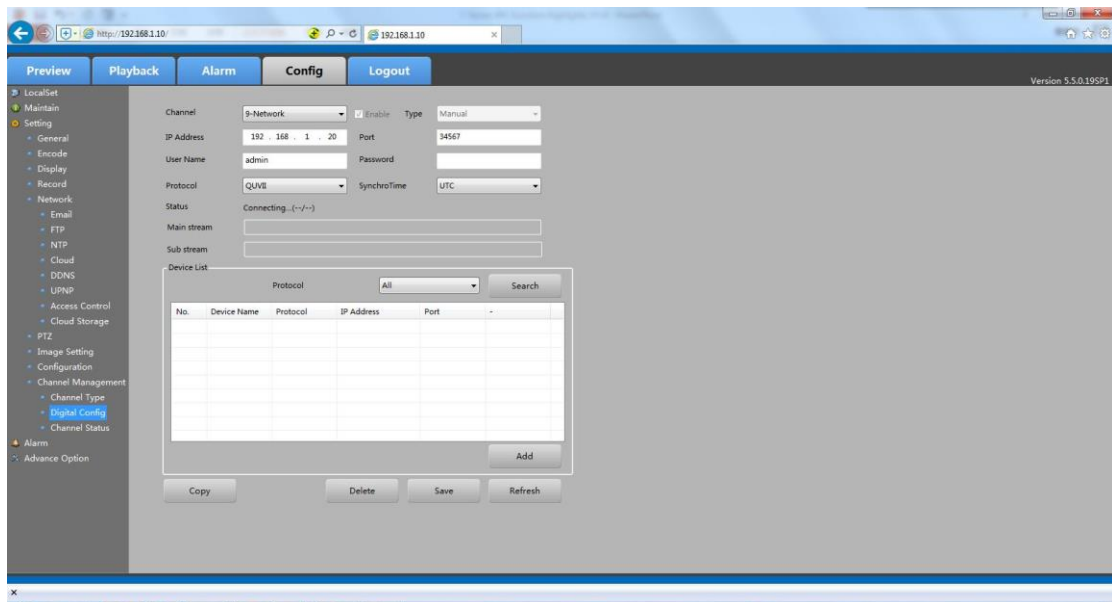 http://192.168.1.10/
192.168.1.10
Preview Playback Alarm Config Logout
Version 5.5.0.19SP1
LocalSet
Maintain
Setting
General
Encode
Display
Record
Network
Email
FTP
NTP
Cloud
DDNS
UPNP
Access Control
Cloud Storage
PTZ
Image Setting
Configuration
Channel Management
Channel Type
Digital Config
Channel Status
Alarm
Advance Option
Channel 9-Network Enable Type Manual
IP Address 192 . 168 . 1 . 20 Port 34567
User Name admin Password
Protocol QUVII SynchroTime UTC
Status Connecting...(--/--)
Main stream
Sub stream
Device List
Protocol All Search
No. Device Name Protocol IP Address Port -
Add
Copy Delete Save Refresh